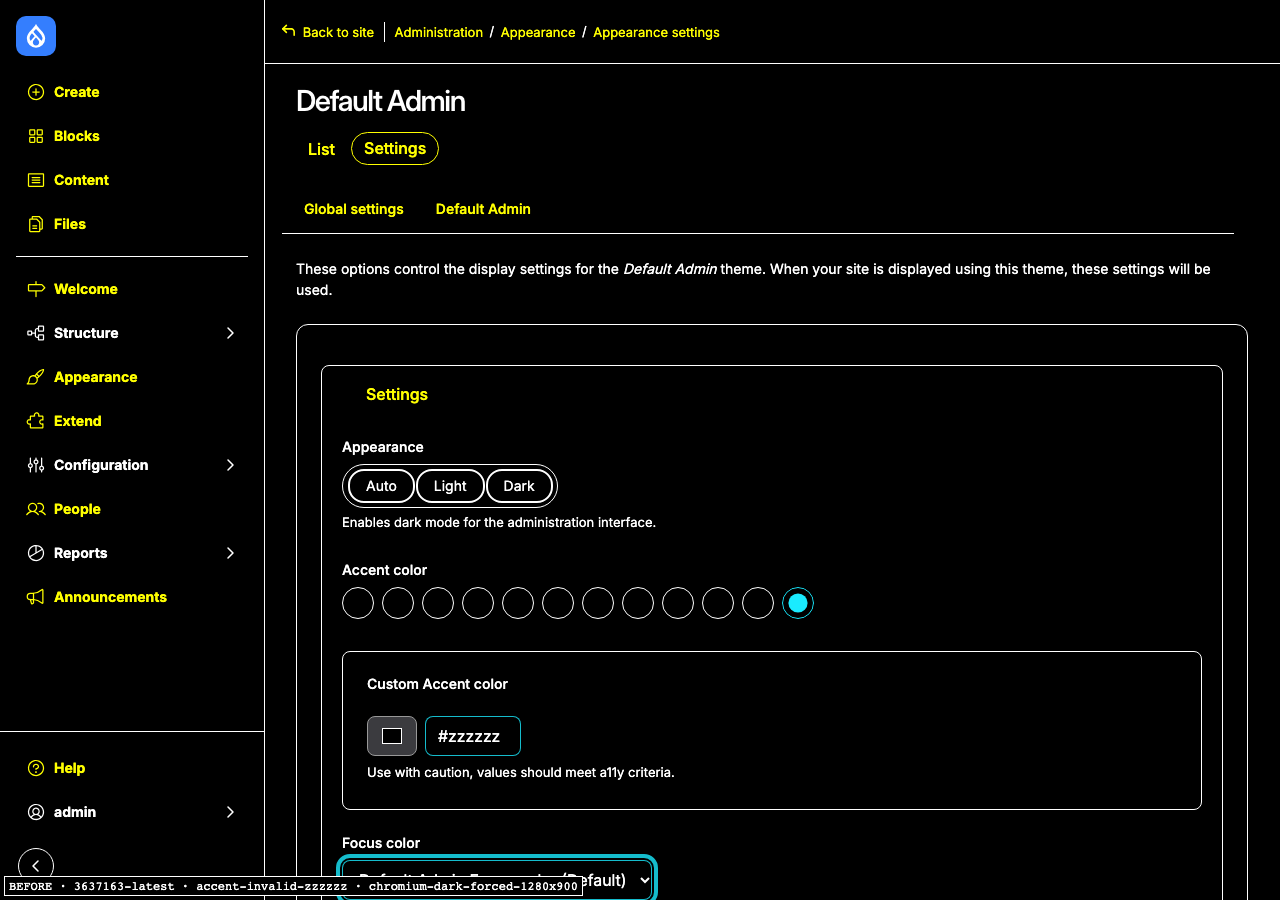 Back to site
Administration / Appearance / Appearance settings
Create
Blocks
Content
Files
Welcome
Structure
Appearance
Extend
Configuration
People
Reports
Announcements
Help
admin
Default Admin
List
Settings
Global settings
Default Admin
These options control the display settings for the Default Admin theme. When your site is displayed using this theme, these settings will be
used.
Settings
Appearance
Auto
Light
Dark
Enables dark mode for the administration interface.
Accent color
Custom Accent color
#zzzzzz
Use with caution, values should meet a11y criteria.
Focus color
(Default)
BEFORE · 3637163-latest · accent-invalid-zzzzzz · chromium-dark-forced-1280x900